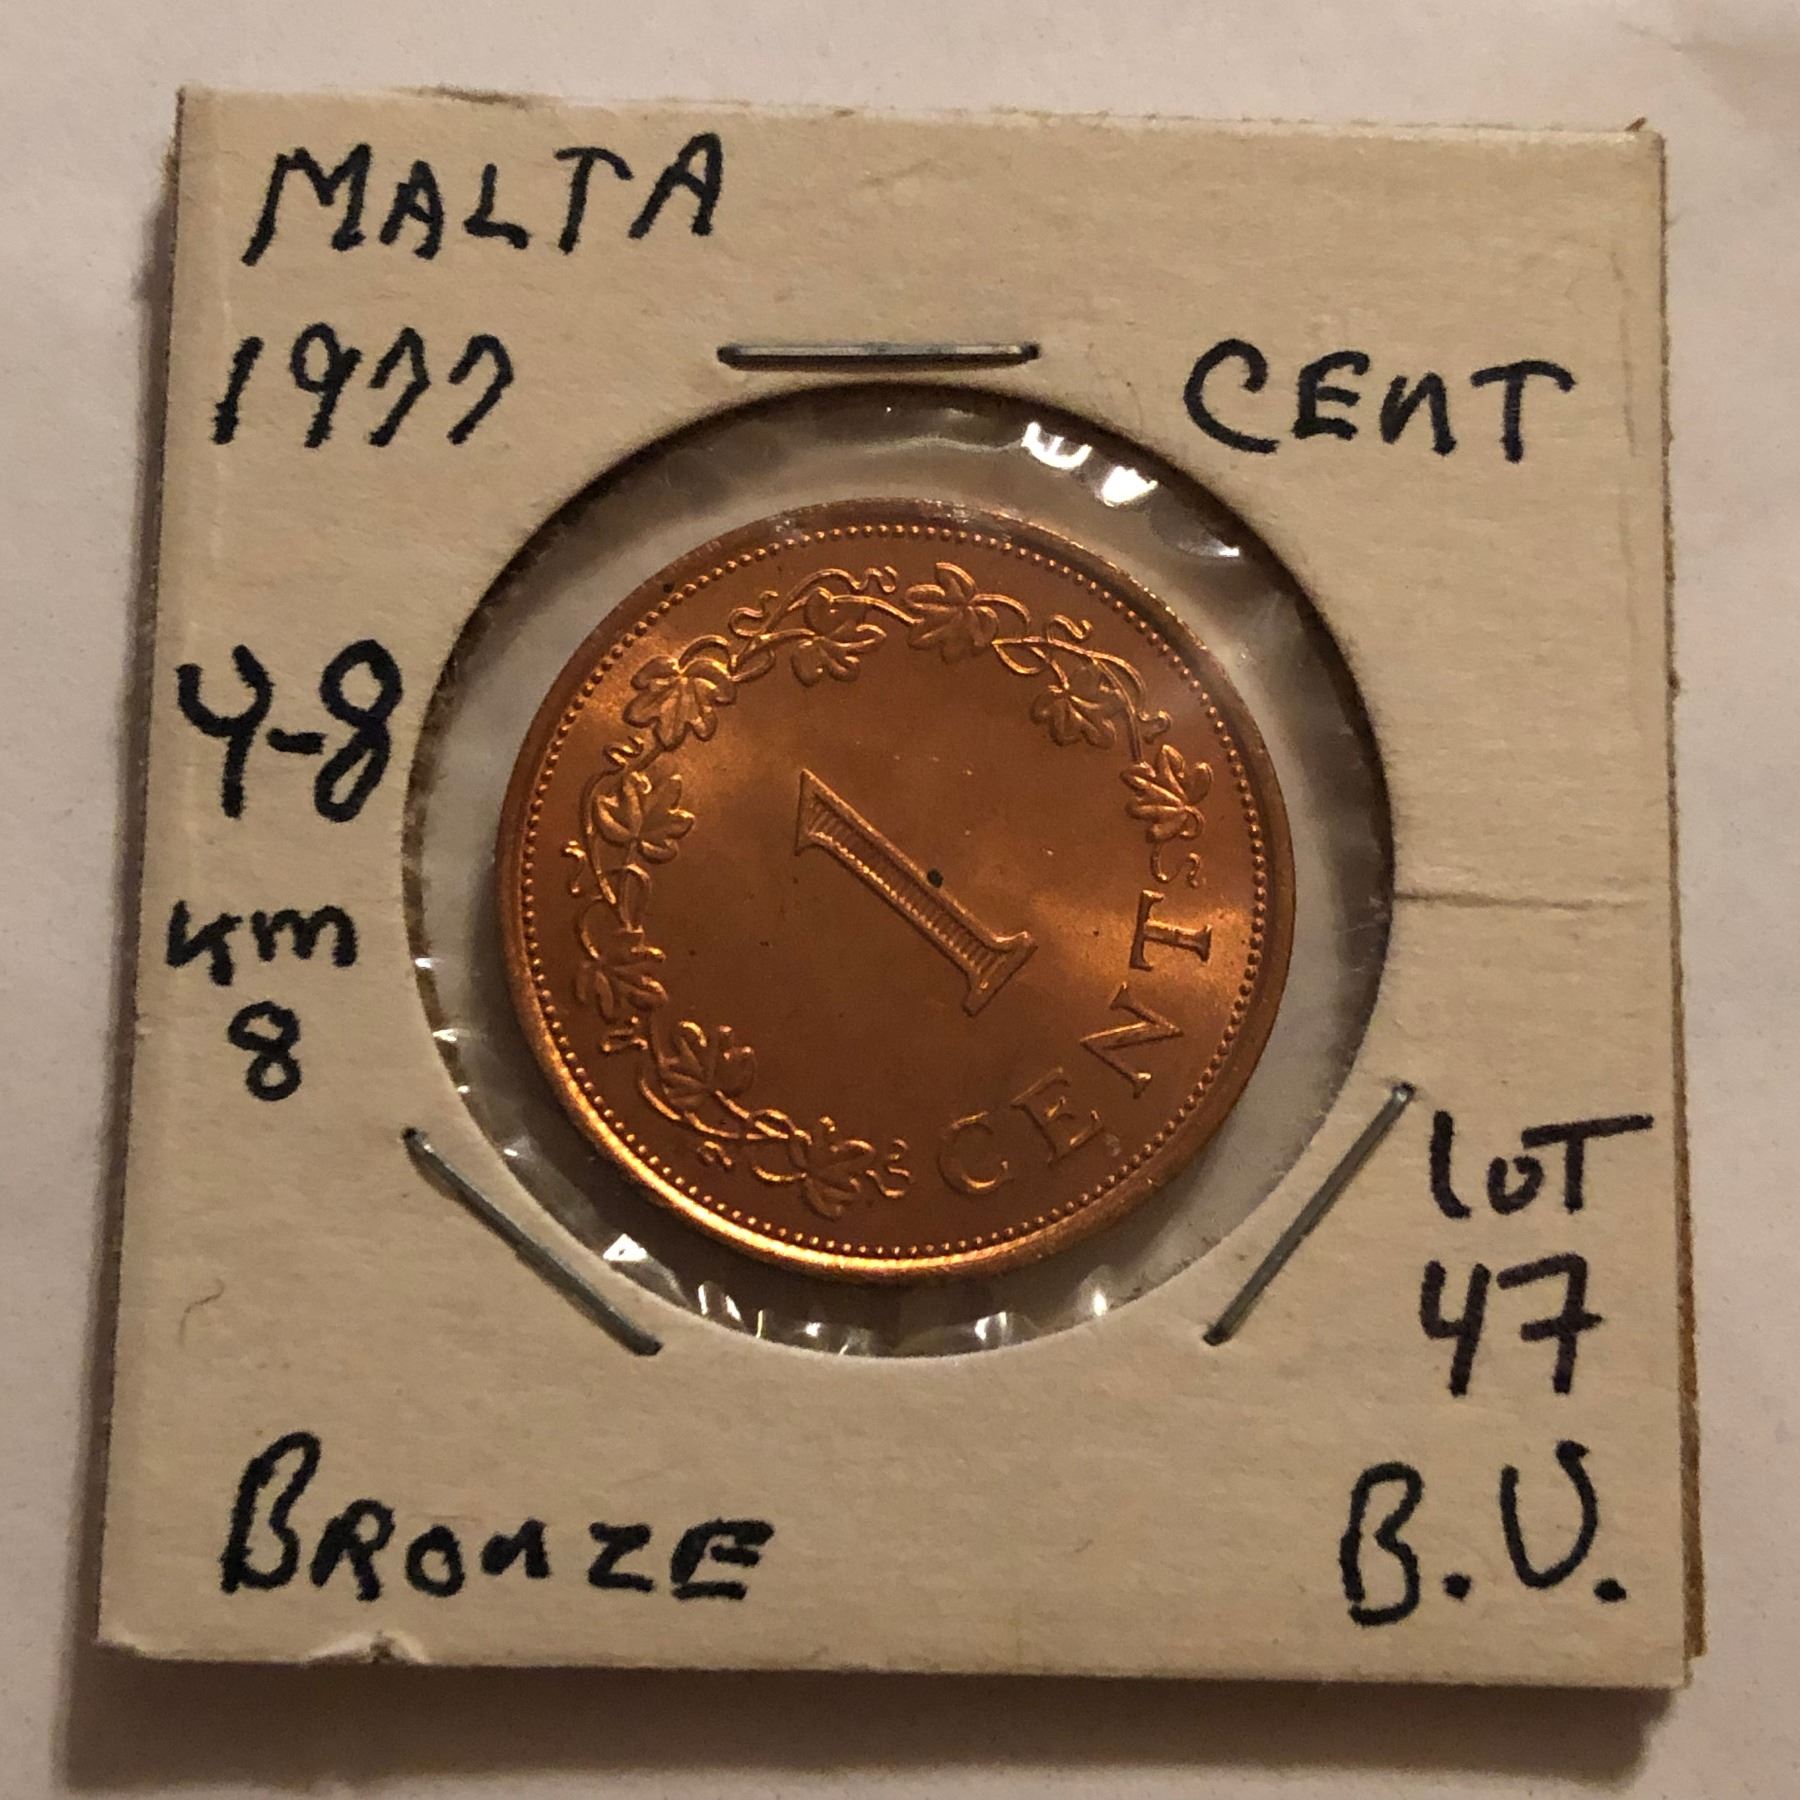 MALTA
1977
CENT
Y-8
KM
8
1
CENT
LOT
47
BRONZE
B.U.